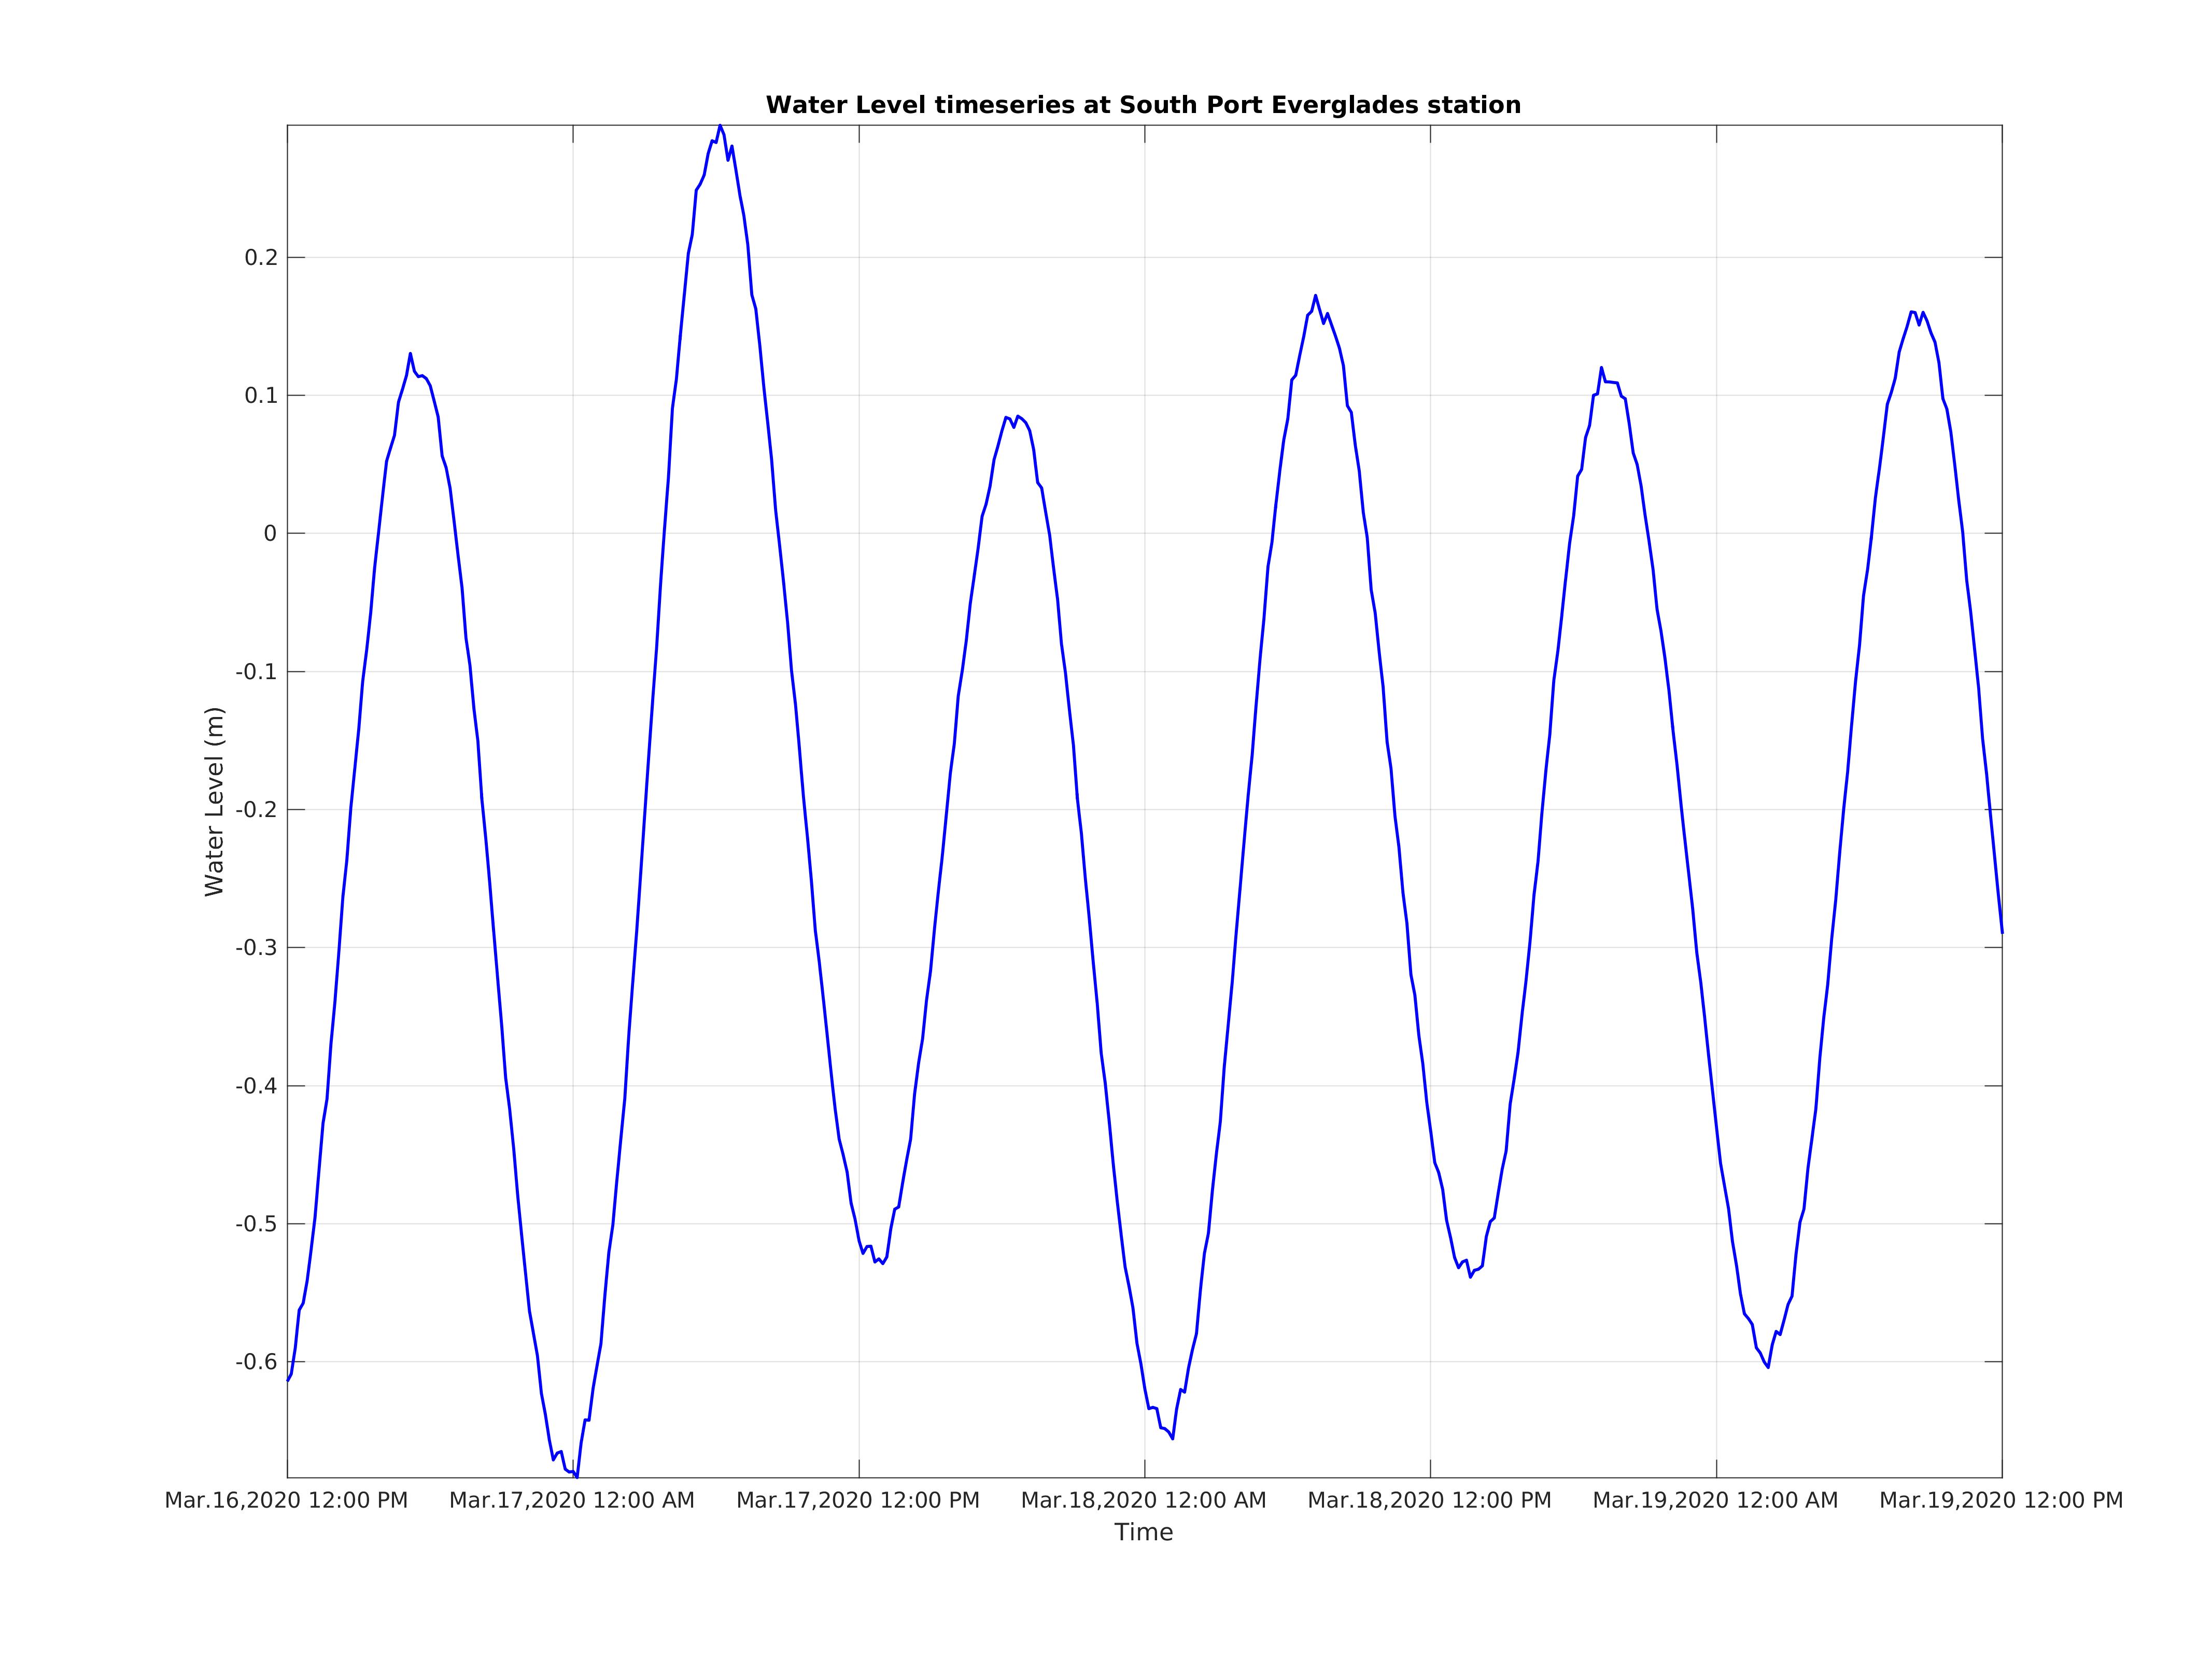 Water Level timeseries at South Port Everglades station
0.2
0.1
0
-0.1
-0.2
-0.3
-0.4
-0.5
-0.6
Water Level (m)
Mar.16,2020 12:00 PM Mar.17,2020 12:00 AM Mar.17,2020 12:00 PM Mar.18,2020 12:00 AM Mar.18,2020 12:00 PM Mar.19,2020 12:00 AM Mar.19,2020 12:00 PM
Time